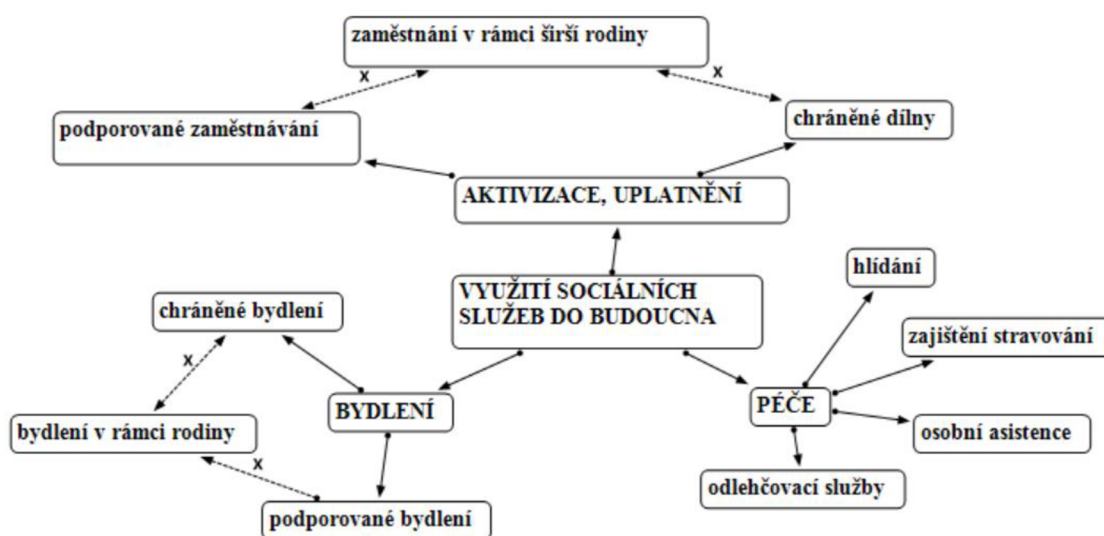 zaměstnání v rámci širší rodiny
x
x
podporované zaměstnávání
chráněné dílny
AKTIVIZACE, UPLATNĚNÍ
hlídání
VYUŽITÍ SOCIÁLNÍCH
SLUŽEB DO BUDOUCNA
chráněné bydlení
zajištění stravování
x
BYDLENÍ
PÉČE
bydlení v rámci rodiny
osobní asistence
x
odlehčovací služby
podporované bydlení